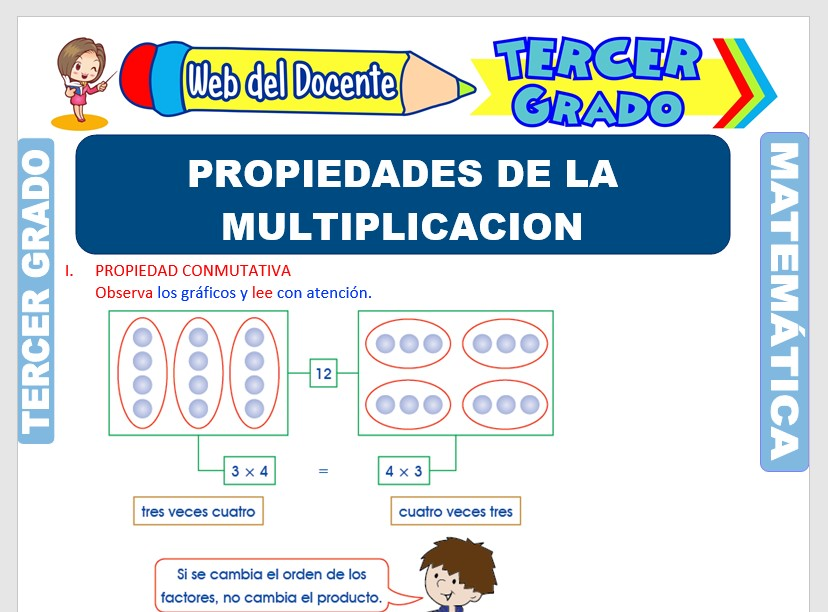 Web del Docente
TERCER
GRADO
PROPIEDADES DE LA
MULTIPLICACION
TERCER GRADO
MATEMÁTICA
I. PROPIEDAD CONMUTATIVA
Observa los gráficos y lee con atención.
12
3 × 4 = 4 × 3
tres veces cuatro cuatro veces tres
Si se cambia el orden de los
factores, no cambia el producto.